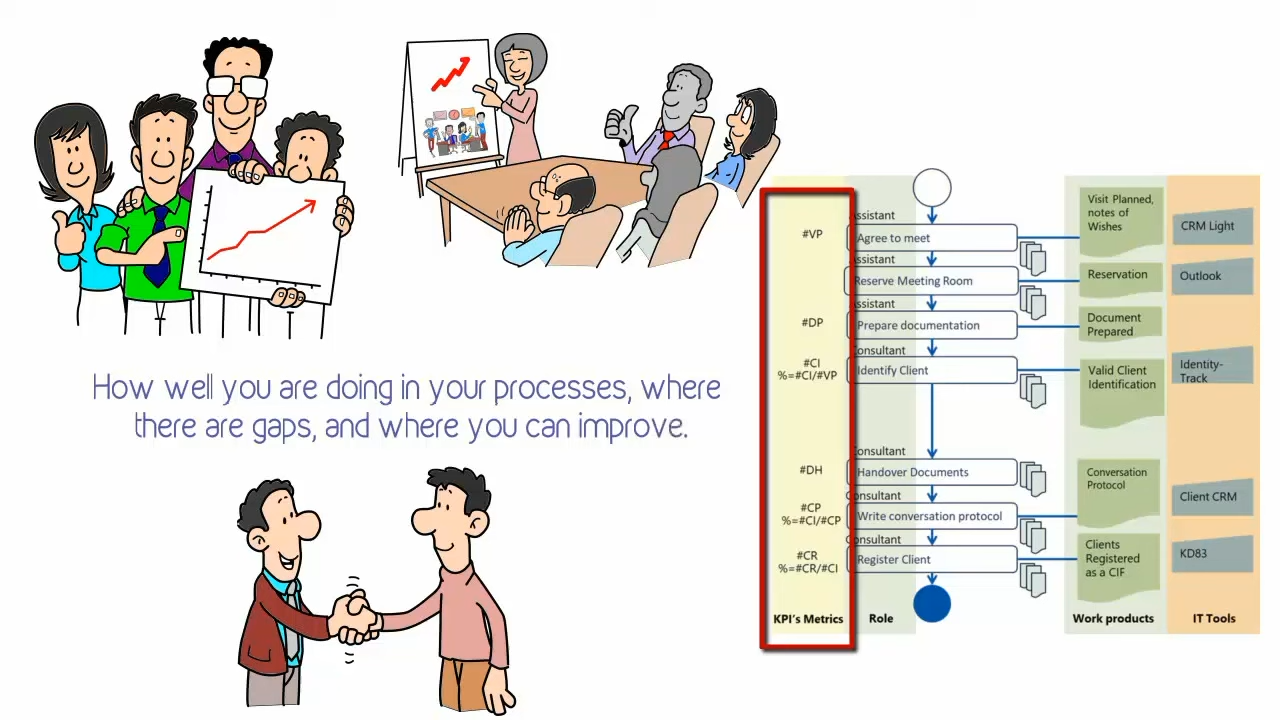 How well you are doing in your processes, where
there are gaps, and where you can improve.
#VP
Assistant
Agree to meet
Visit Planned,
notes of
Wishes
CRM Light
Assistant
Reserve Meeting Room
Reservation
Outlook
Assistant
#DP
Prepare documentation
Document
Prepared
#CI
%=#CI/#VP
Consultant
Identify Client
Valid Client
Identification
Identity-
Track
Consultant
#DH
Handover Documents
Conversation
Protocol
#CP
%=#CI/#CP
Consultant
Write conversation protocol
Client CRM
#CR
%=#CR/#CI
Consultant
Register Client
Clients
Registered
as a CIF
KD83
KPI's Metrics
Role
Work products
IT Tools